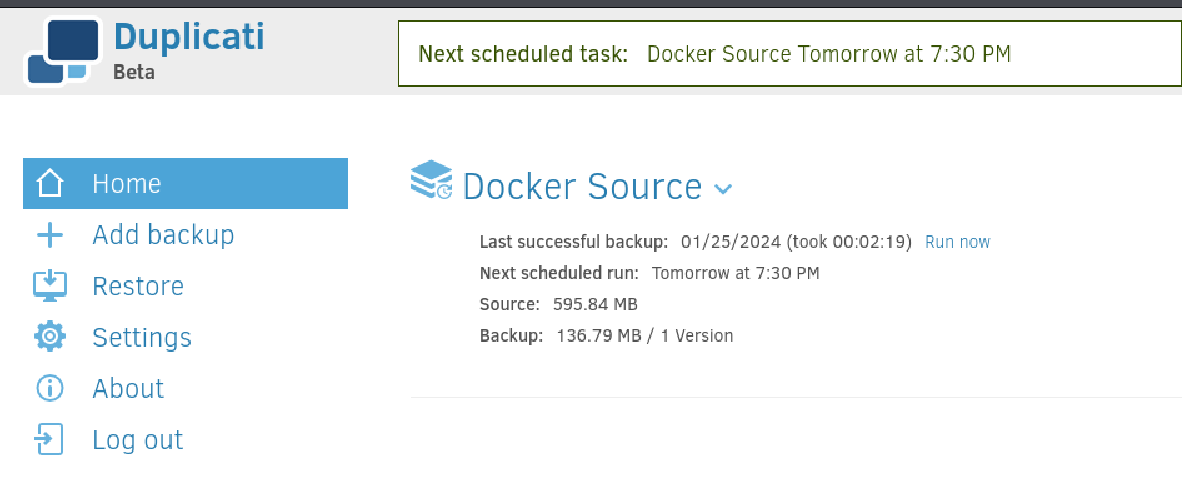 Duplicati
Beta
Next scheduled task: Docker Source Tomorrow at 7:30 PM
Home
Add backup
Restore
Settings
About
Log out
Docker Source
Last successful backup: 01/25/2024 (took 00:02:19) Run now
Next scheduled run: Tomorrow at 7:30 PM
Source: 595.84 MB
Backup: 136.79 MB / 1 Version